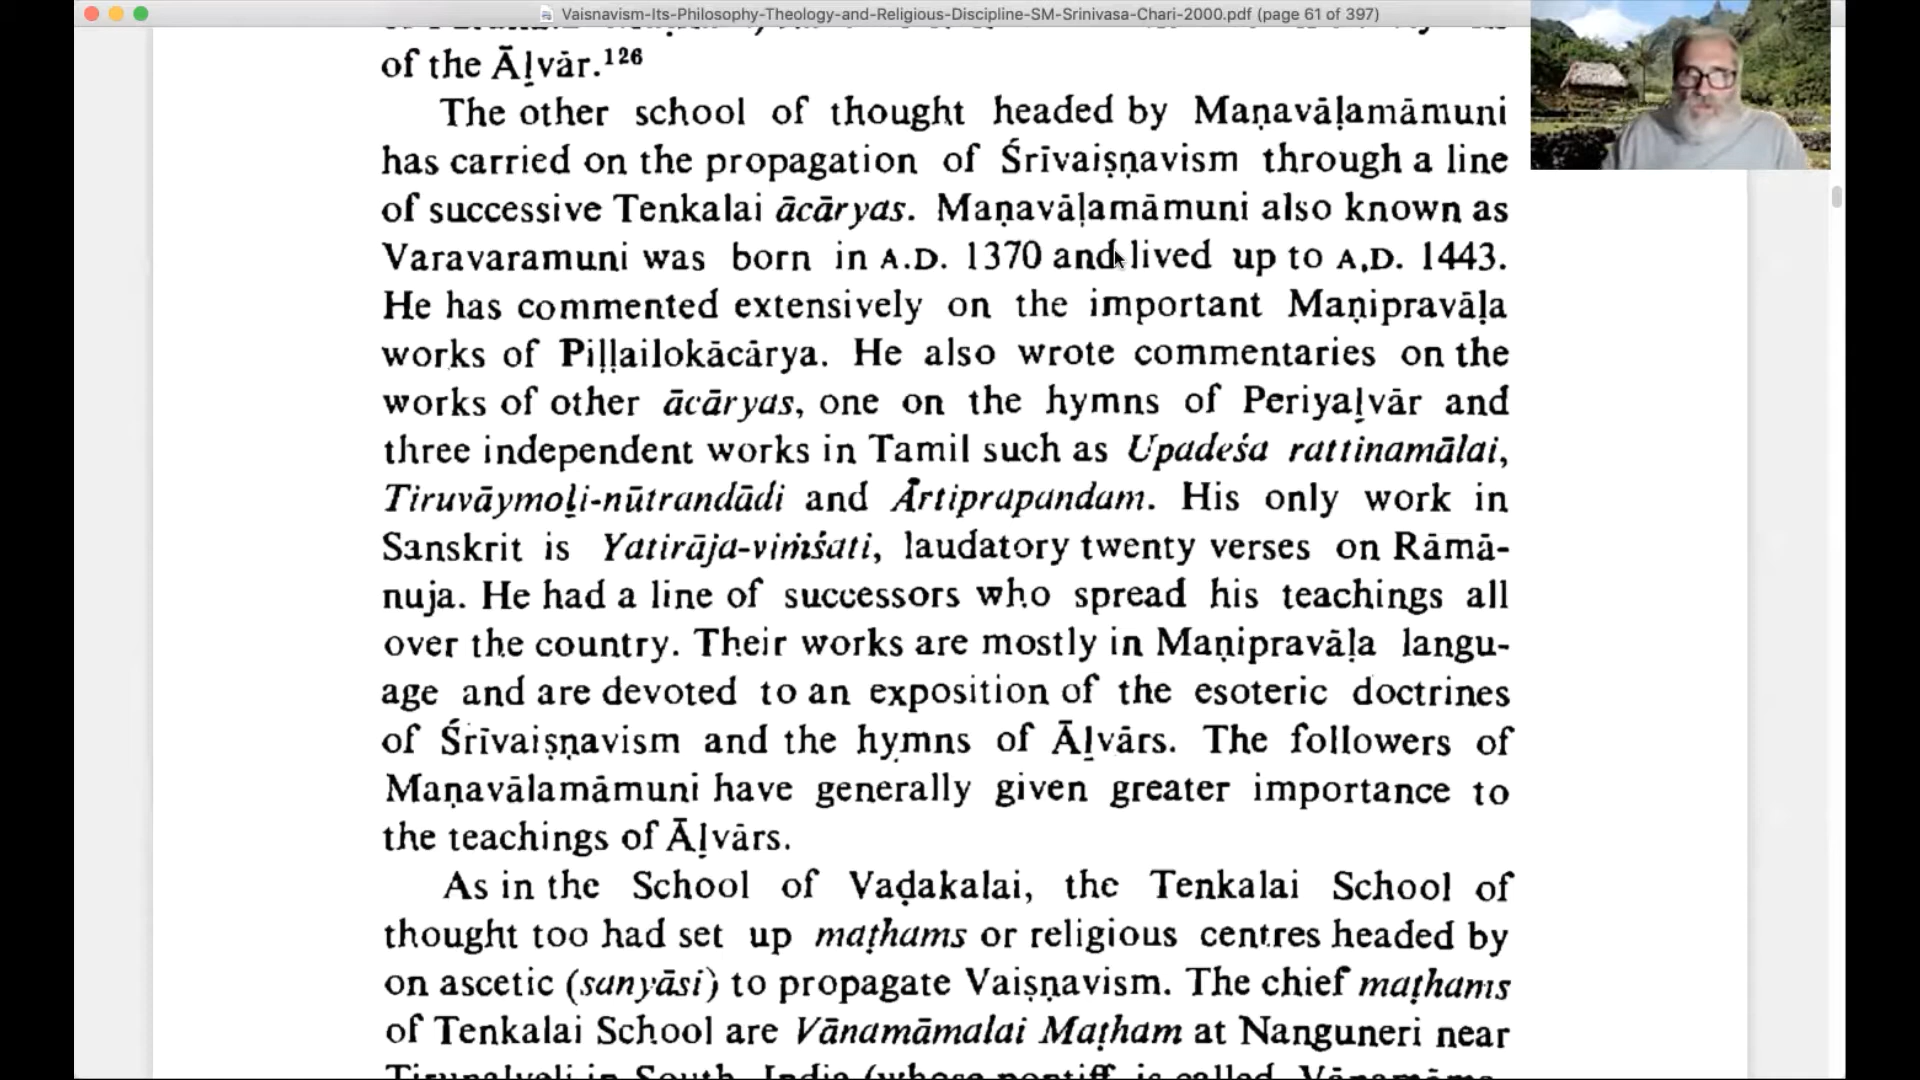 Vaisnavism-Its-Philosophy-Theology-and-Religious-Discipline-SM-Srinivasa-Chari-2000.pdf (page 61 of 397)
of the Āḻvār.¹²⁶
The other school of thought headed by Maṇavāḷamāmuni
has carried on the propagation of Śrīvaiṣṇavism through a line
of successive Tenkalai ācāryas. Maṇavāḷamāmuni also known as
Varavaramuni was born in A.D. 1370 and lived up to A.D. 1443.
He has commented extensively on the important Maṇipravāḷa
works of Piḷḷailokācārya. He also wrote commentaries on the
works of other ācāryas, one on the hymns of Periyaḻvār and
three independent works in Tamil such as Upadeśa rattinamālai,
Tiruvāymoḻi-nūtrandādi and Ārtiprapandam. His only work in
Sanskrit is Yatirāja-viṁśati, laudatory twenty verses on Rāmā-
nuja. He had a line of successors who spread his teachings all
over the country. Their works are mostly in Maṇipravāḷa langu-
age and are devoted to an exposition of the esoteric doctrines
of Śrīvaiṣṇavism and the hymns of Āḻvārs. The followers of
Maṇavālamāmuni have generally given greater importance to
the teachings of Āḻvārs.
As in the School of Vaḍakalai, the Tenkalai School of
thought too had set up maṭhams or religious centres headed by
on ascetic (sanyāsi) to propagate Vaiṣṇavism. The chief maṭhams
of Tenkalai School are Vānamāmalai Maṭham at Nanguneri near
Tirunalveli in South India (whose pontiff is called Vānamāma-